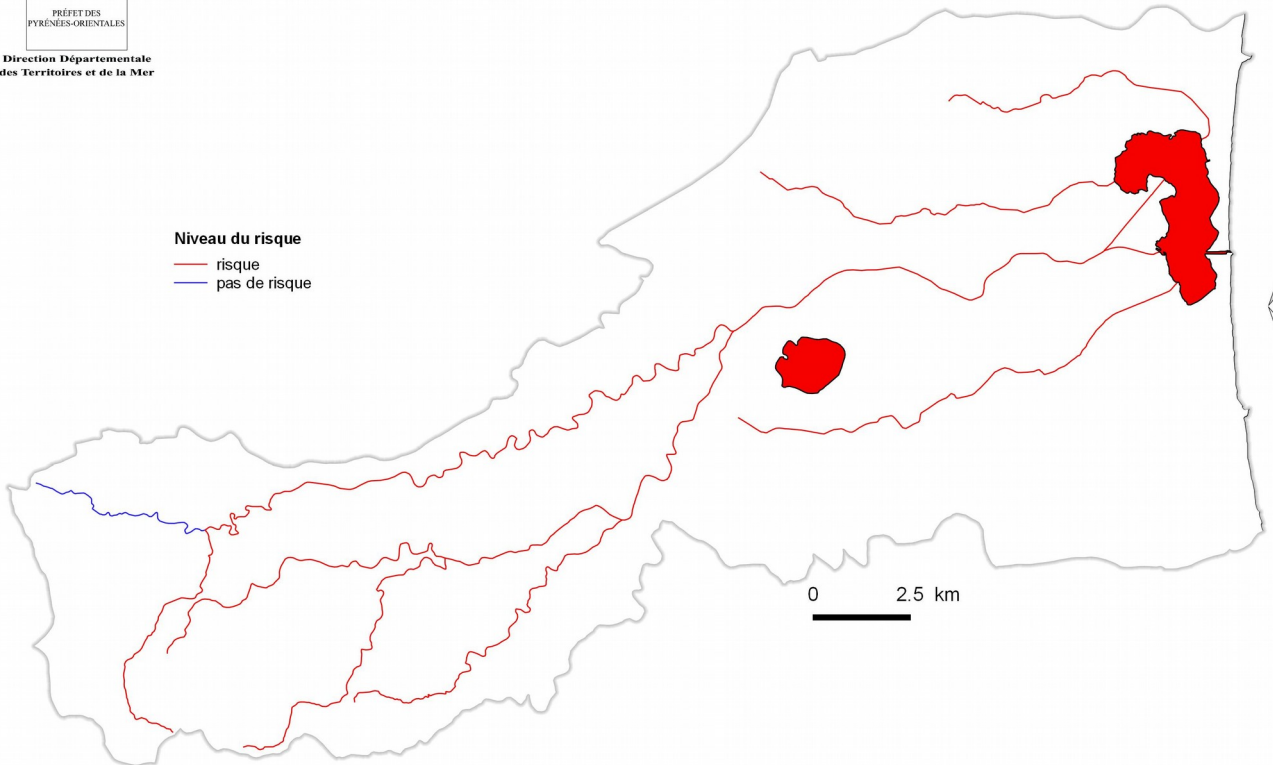 PRÉFET DES
PYRÉNÉES-ORIENTALES
Direction Départementale
des Territoires et de la Mer
Niveau du risque
risque
pas de risque
0 2.5 km